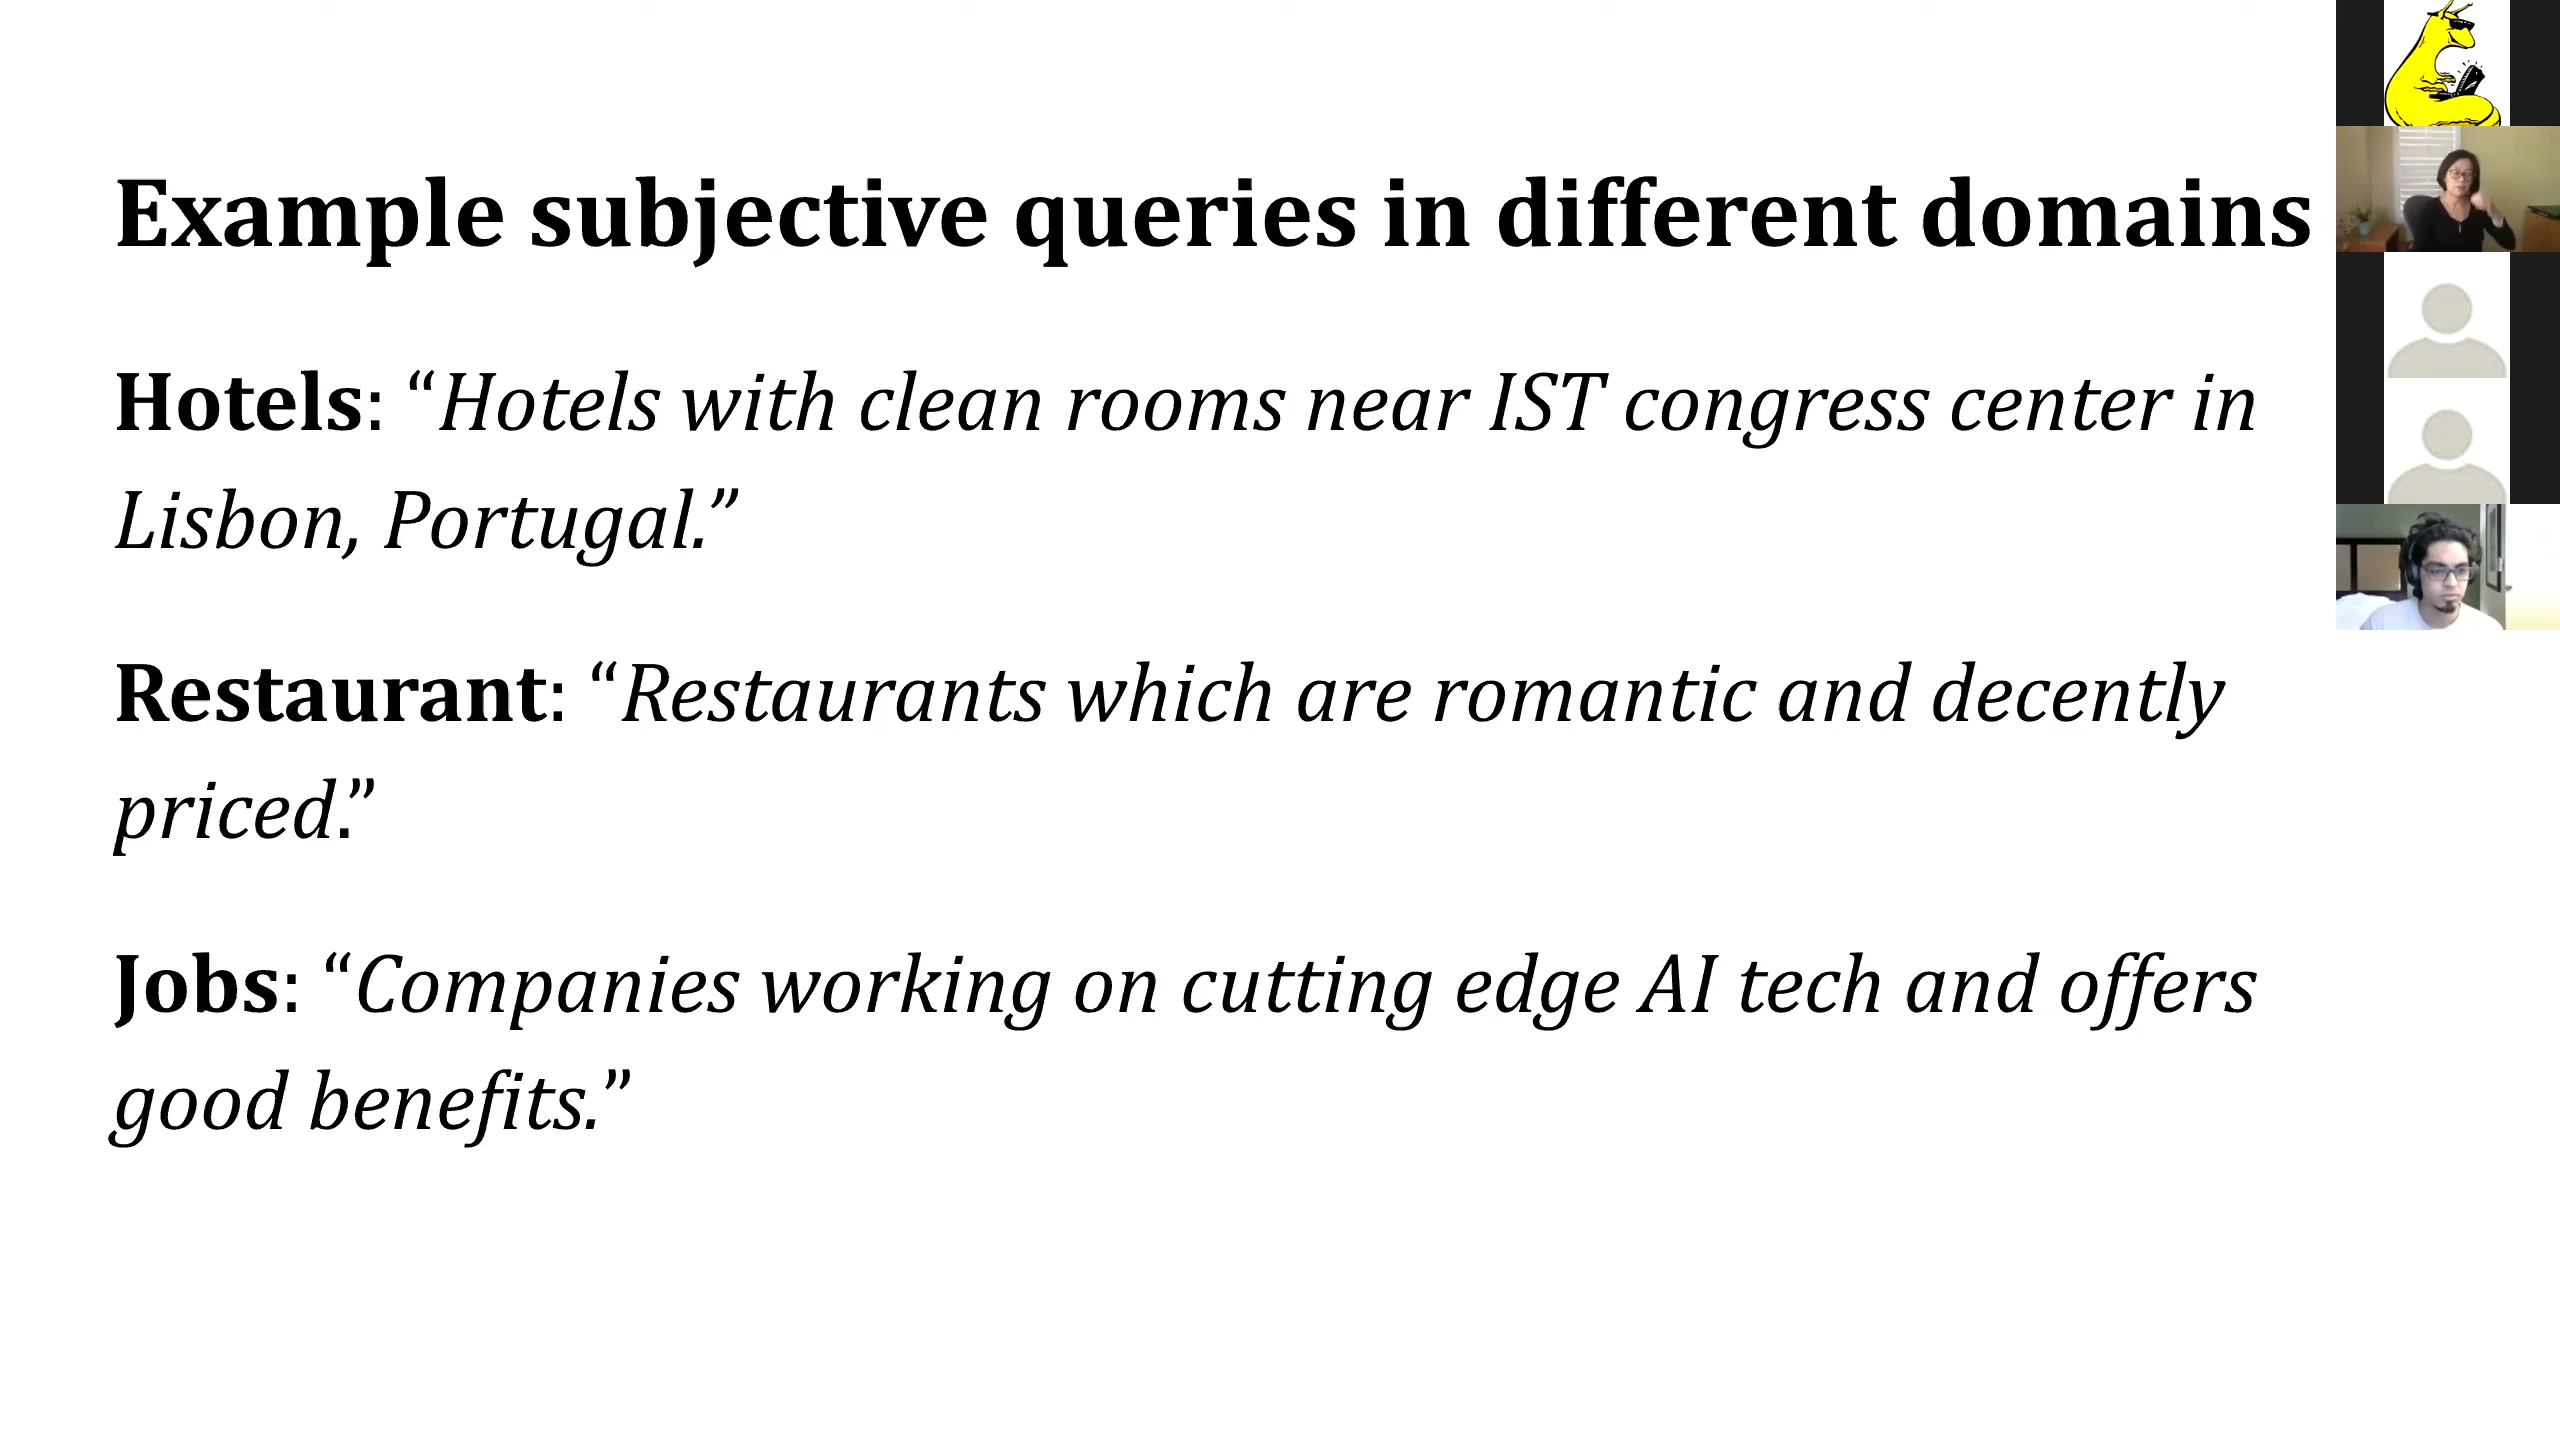 Example subjective queries in different domains
Hotels: “Hotels with clean rooms near IST congress center in
Lisbon, Portugal.”
Restaurant: “Restaurants which are romantic and decently
priced.”
Jobs: “Companies working on cutting edge AI tech and offers
good benefits.”